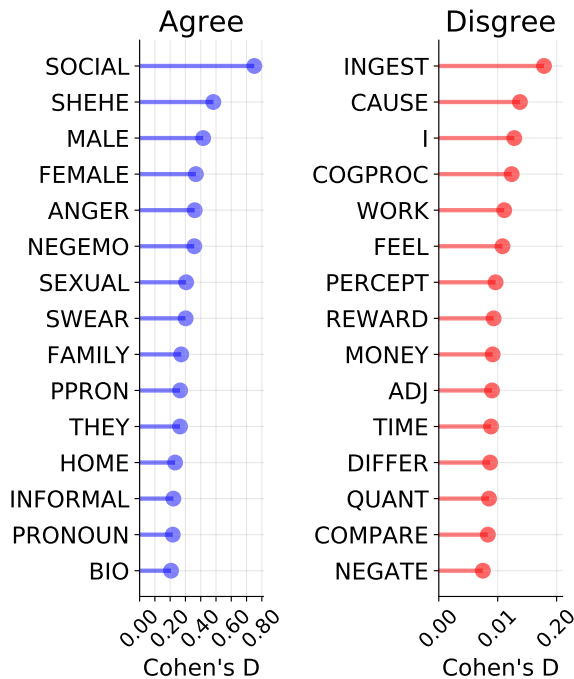 Agree
SOCIAL
SHEHE
MALE
FEMALE
ANGER
NEGEMO
SEXUAL
SWEAR
FAMILY
PPRON
THEY
HOME
INFORMAL
PRONOUN
BIO
0.00 0.20 0.40 0.60 0.80
Cohen's D
Disgree
INGEST
CAUSE
I
COGPROC
WORK
FEEL
PERCEPT
REWARD
MONEY
ADJ
TIME
DIFFER
QUANT
COMPARE
NEGATE
0.00 0.01 0.20
Cohen's D